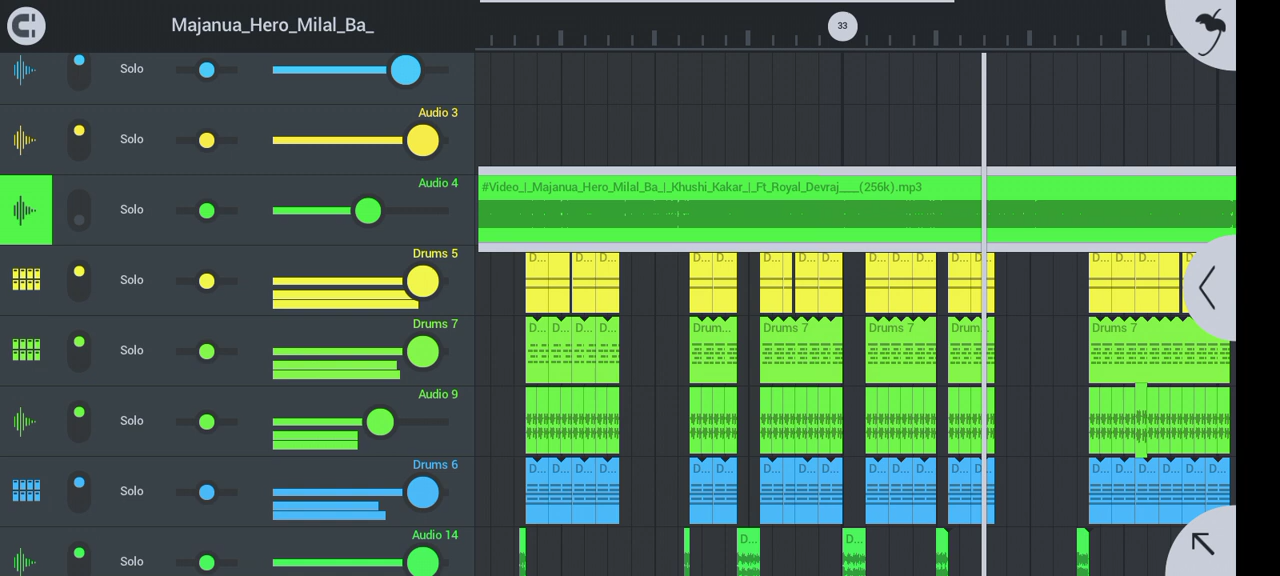 Majanua_Hero_Milal_Ba_
33
Solo
Audio 3
Solo
Audio 4
#Video_|_Majanua_Hero_Milal_Ba_|_Khushi_Kakar_|_Ft_Royal_Devraj___(256k).mp3
Solo
Drums 5
D... D... D... D... D... D... D... D... D... D... D... D... D... D... D...
Solo
Drums 7
D... D... D... D... Drum... Drums 7 Drums 7 Drum... Drums 7
Solo
Audio 9
Solo
Drums 6
D... D... D... D... D... D... D... D... D... D... D... D... D... D... D... D... D... D... D...
Solo
Audio 14
D... D...
Solo